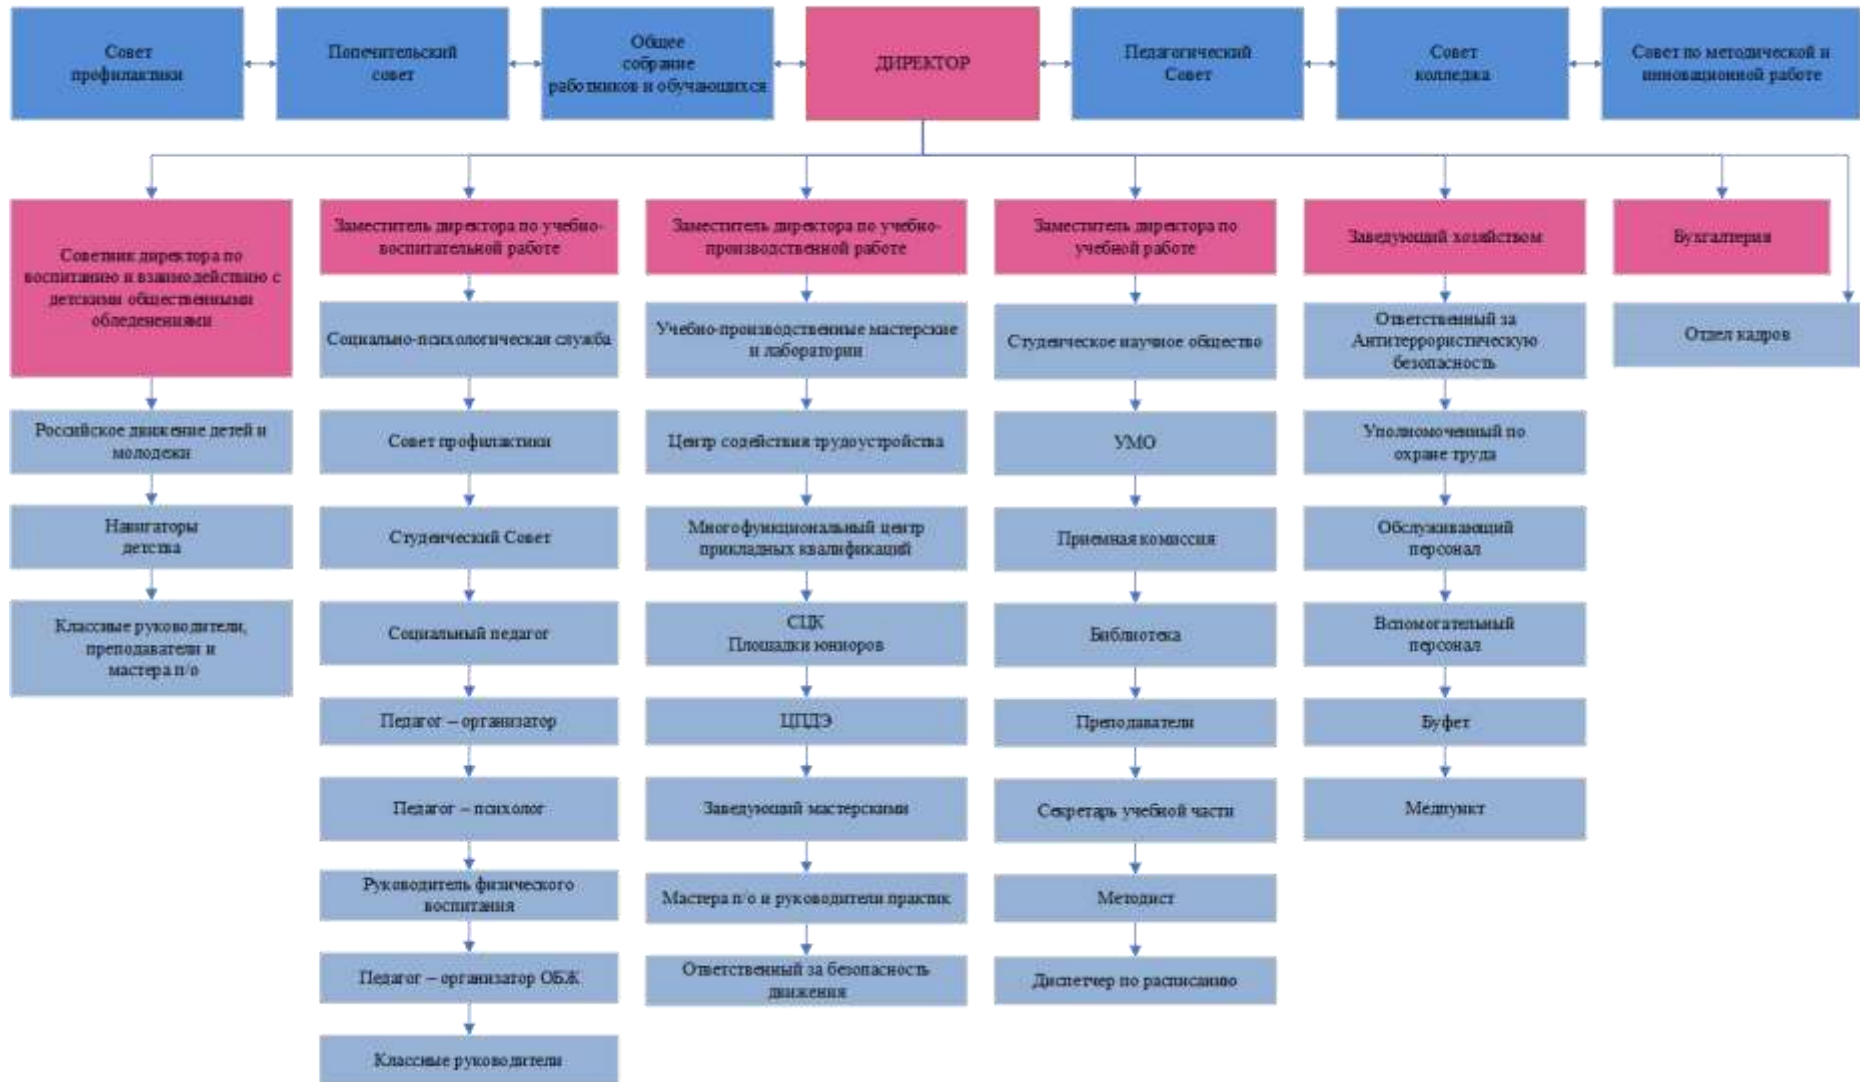 Совет
профилактики
Попечительский
совет
Общее
собрание
работников и обучающихся
ДИРЕКТОР
Педагогический
Совет
Совет
колледжа
Совет по методической и
инновационной работе
Советник директора по
воспитанию и взаимодействию с
детскими общественными
обледенениями
Российское движение детей и
молодежи
Навигаторы
детства
Классные руководители,
преподаватели и
мастера п/о
Заместитель директора по учебно-
воспитательной работе
Социально-психологическая служба
Совет профилактики
Студенческий Совет
Социальный педагог
Педагог – организатор
Педагог – психолог
Руководитель физического
воспитания
Педагог – организатор ОБЖ
Классные руководители
Заместитель директора по учебно-
производственной работе
Учебно-производственные мастерские
и лаборатории
Центр содействия трудоустройства
Многофункциональный центр
прикладных квалификаций
СЦК
Площадки юниоров
ЦПДЭ
Заведующий мастерскими
Мастера п/о и руководители практик
Ответственный за безопасность
движения
Заместитель директора по
учебной работе
Студенческое научное общество
УМО
Приемная комиссия
Библиотека
Преподаватели
Секретарь учебной части
Методист
Диспетчер по расписанию
Заведующий хозяйством
Ответственный за
Антитеррористическую
безопасность
Уполномоченный по
охране труда
Обслуживающий
персонал
Вспомогательный
персонал
Буфет
Медпункт
Бухгалтерия
Отдел кадров